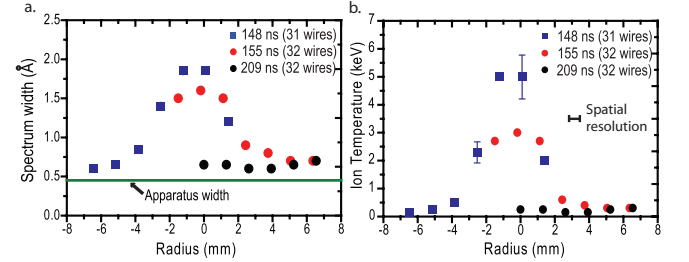 a.
148 ns (31 wires)
155 ns (32 wires)
209 ns (32 wires)
Spectrum width (Å)
2.5
2.0
1.5
1.0
0.5
0.0
Apparatus width
-8 -6 -4 -2 0 2 4 6 8
Radius (mm)
b.
148 ns (31 wires)
155 ns (32 wires)
209 ns (32 wires)
Spatial
resolution
Ion Temperature (keV)
7
6
5
4
3
2
1
0
-8 -6 -4 -2 0 2 4 6 8
Radius (mm)